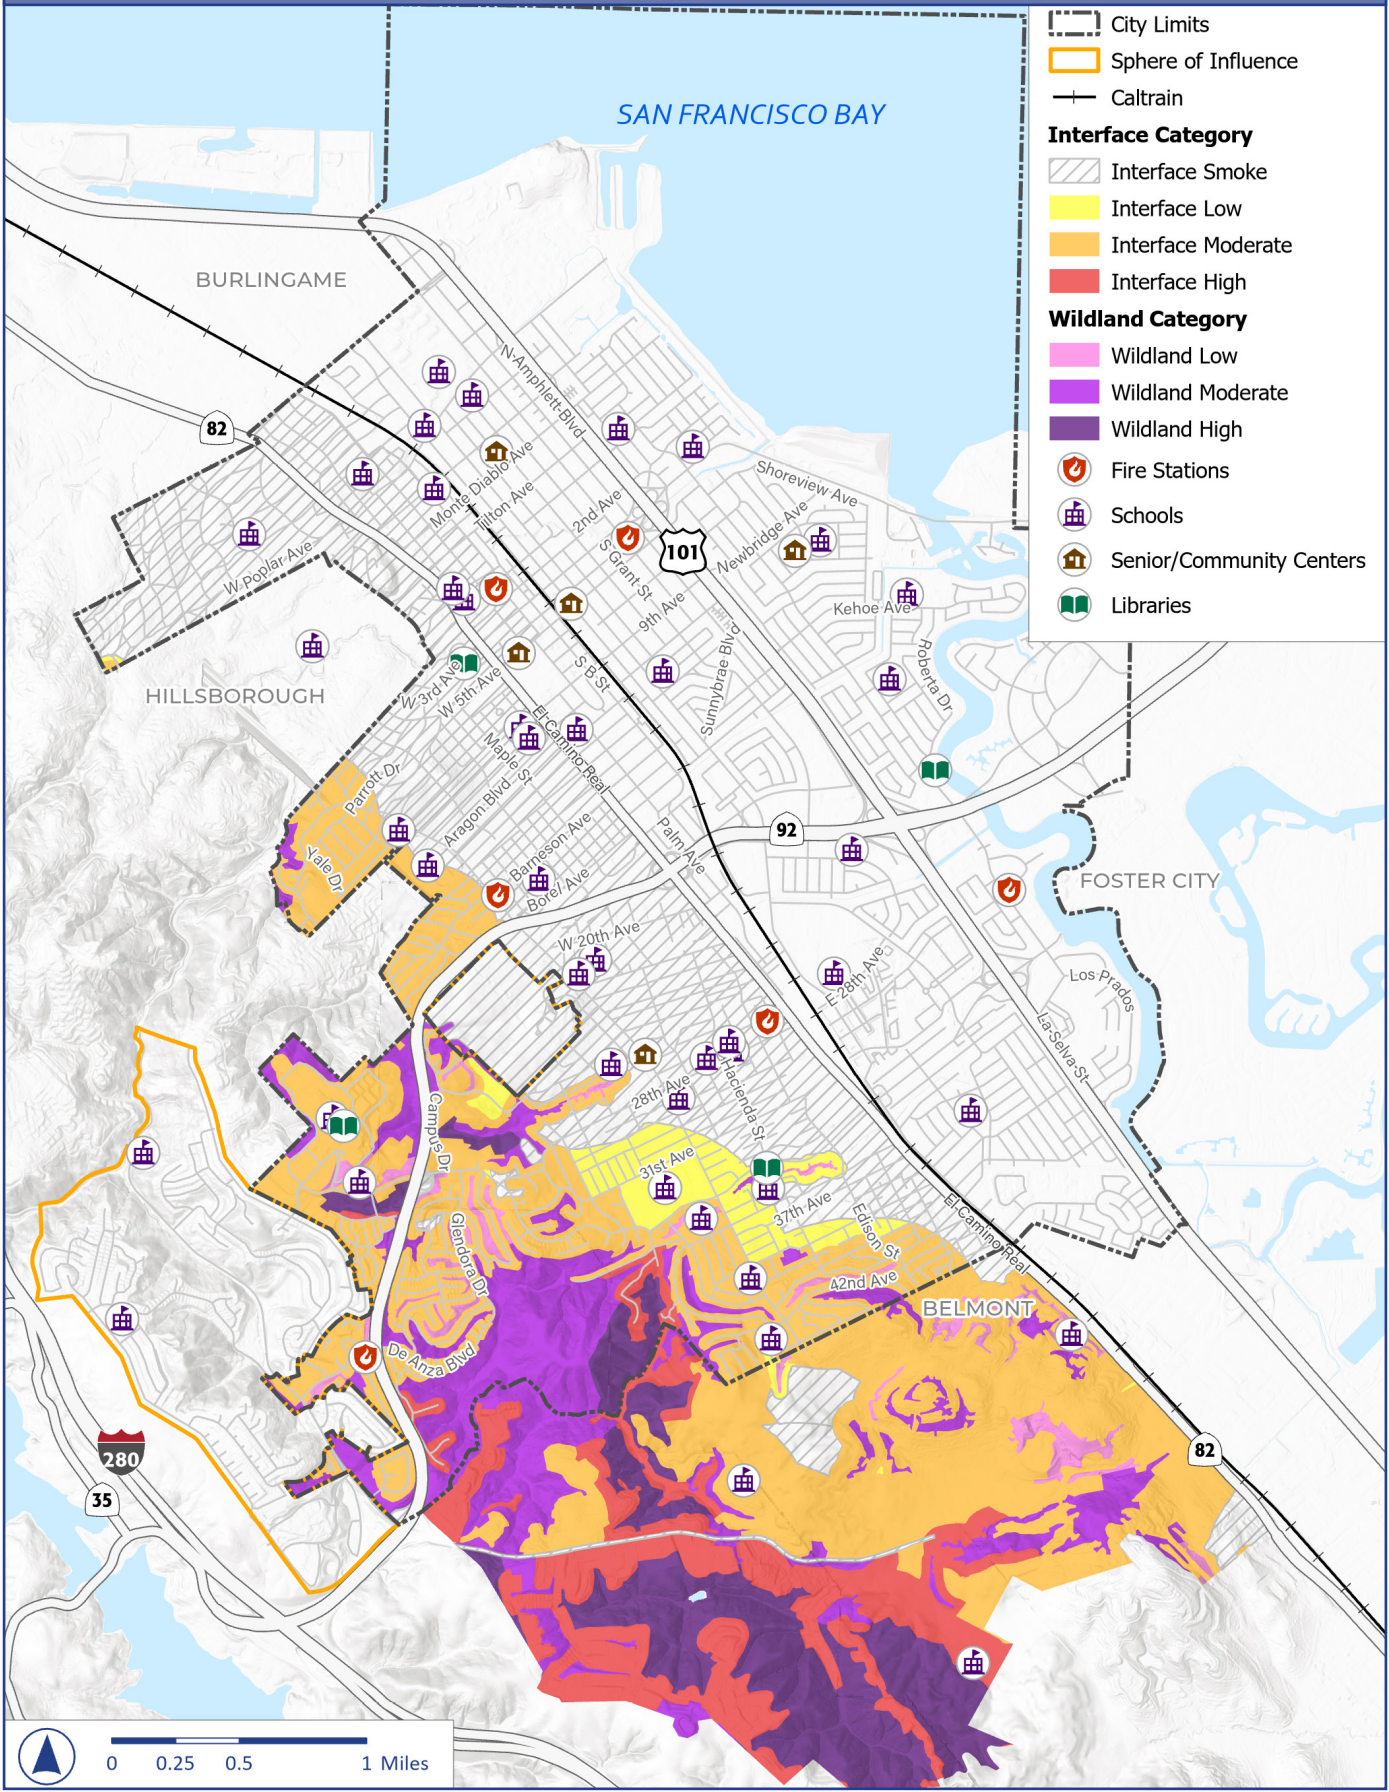 City Limits
Sphere of Influence
Caltrain
Interface Category
Interface Smoke
Interface Low
Interface Moderate
Interface High
Wildland Category
Wildland Low
Wildland Moderate
Wildland High
Fire Stations
Schools
Senior/Community Centers
Libraries
SAN FRANCISCO BAY
BURLINGAME
N-Amphlett-Blvd
82
Monte Diablo Ave
Tilton Ave
2nd Ave
Shoreview Ave
Newbridge Ave
101
S Grant St
W Poplar Ave
9th Ave
Kehoe Ave
Roberta Dr
Sunnybrae Blvd
HILLSBOROUGH
W 3rd Ave
W 5th Ave
S B St
El Camino Real
Maple St
Parrott Dr
Aragon Blvd
Barneson Ave
Borel Ave
Palm Ave
92
Yale Dr
FOSTER CITY
W 20th Ave
E 28th Ave
Los Prados
La-Selva-St
28th Ave
Hacienda St
Campus Dr
31st Ave
37th Ave
Edison St
El-Camino Real
Glendora Dr
42nd Ave
BELMONT
De Anza Blvd
280
35
82
0 0.25 0.5 1 Miles